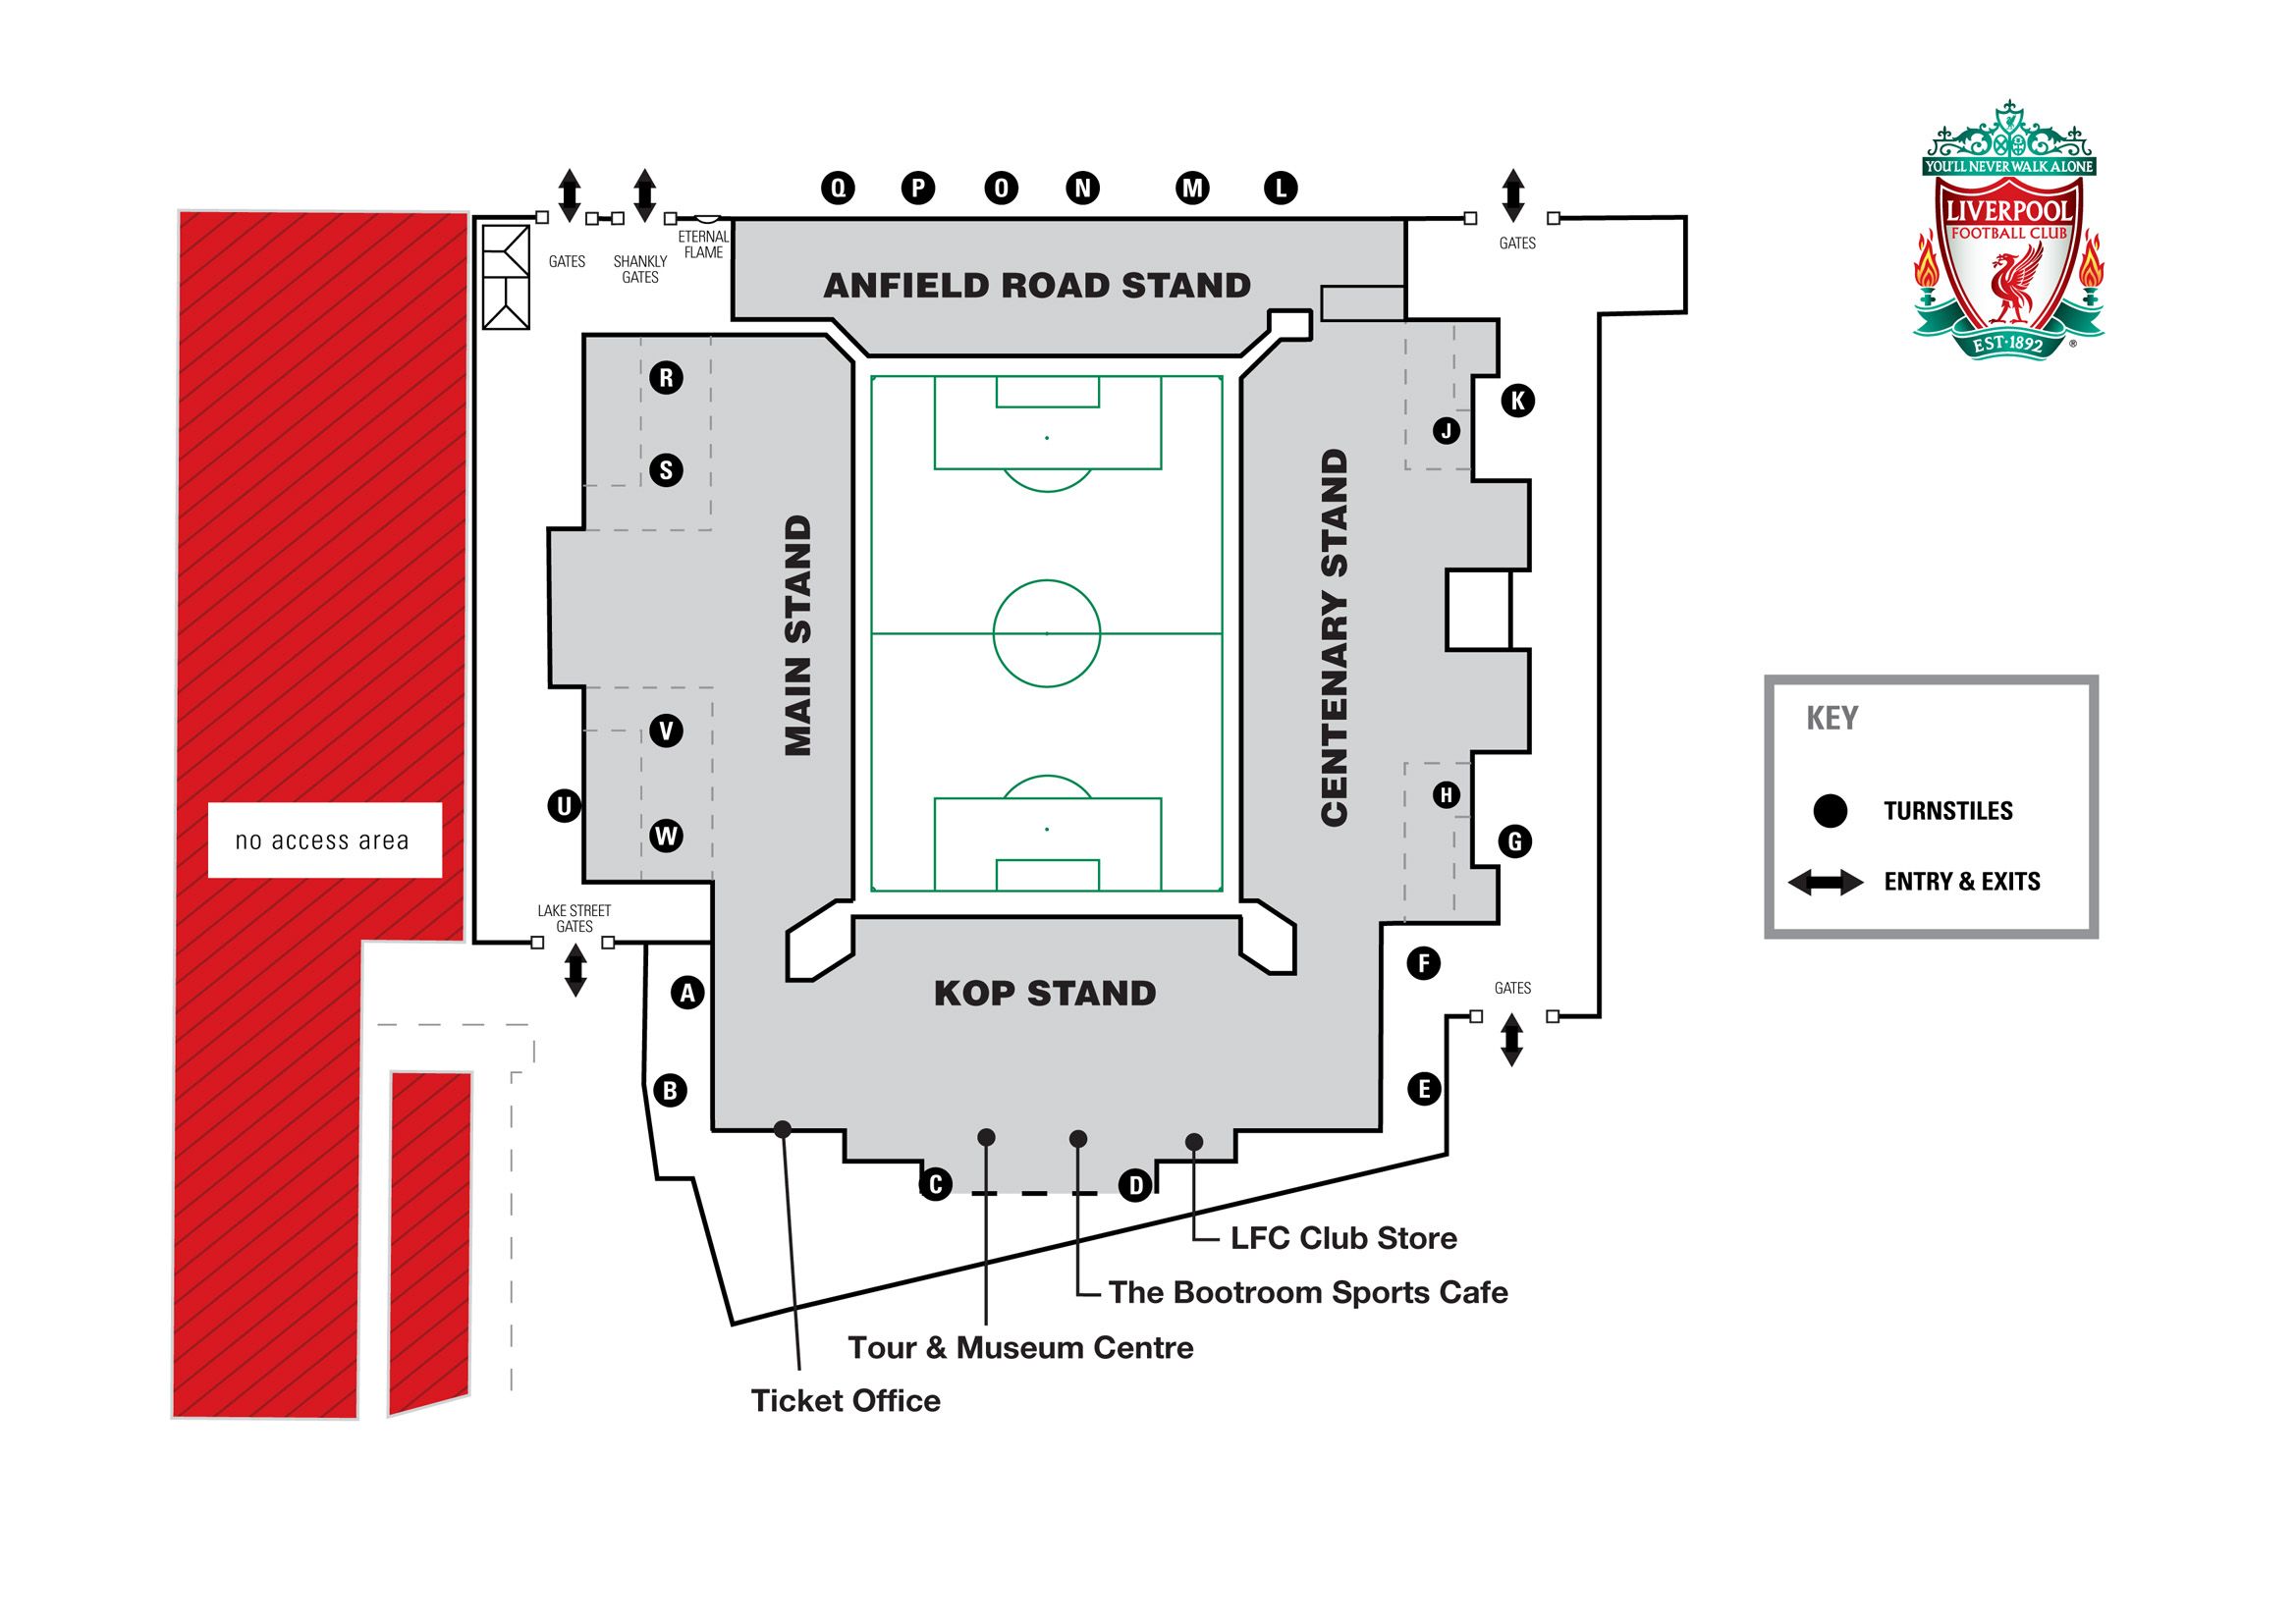 YOU'LL NEVER WALK ALONE
LIVERPOOL
FOOTBALL CLUB
EST·1892
®
Q P O N M L
GATES
SHANKLY
GATES
ETERNAL
FLAME
GATES
ANFIELD ROAD STAND
R
S
K
J
MAIN STAND
CENTENARY STAND
V
U
W
H
G
no access area
KEY
TURNSTILES
ENTRY & EXITS
LAKE STREET
GATES
A
B
KOP STAND
F
GATES
E
C
D
LFC Club Store
The Bootroom Sports Cafe
Tour & Museum Centre
Ticket Office